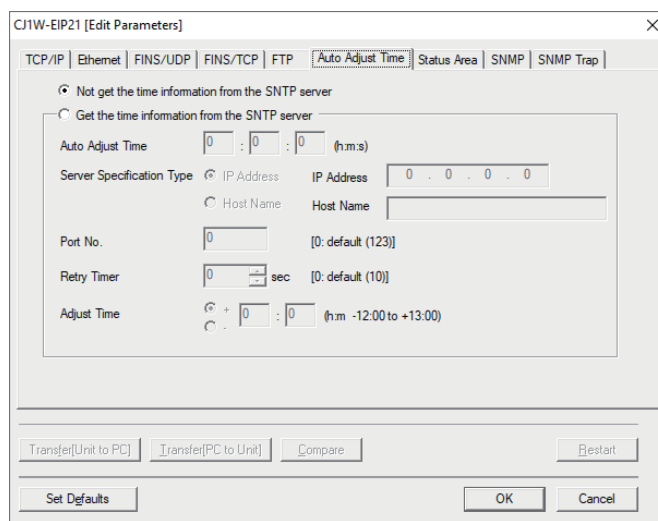 CJ1W-EIP21 [Edit Parameters]
TCP/IP Ethernet FINS/UDP FINS/TCP FTP Auto Adjust Time Status Area SNMP SNMP Trap
Not get the time information from the SNTP server
Get the time information from the SNTP server
Auto Adjust Time 0 : 0 : 0 (h:m:s)
Server Specification Type IP Address IP Address 0 . 0 . 0 . 0
Host Name Host Name
Port No. 0 [0: default (123)]
Retry Timer 0 sec [0: default (10)]
Adjust Time + 0 : 0 (h:m -12:00 to +13:00)
-
Transfer[Unit to PC] Transfer[PC to Unit] Compare Restart
Set Defaults OK Cancel